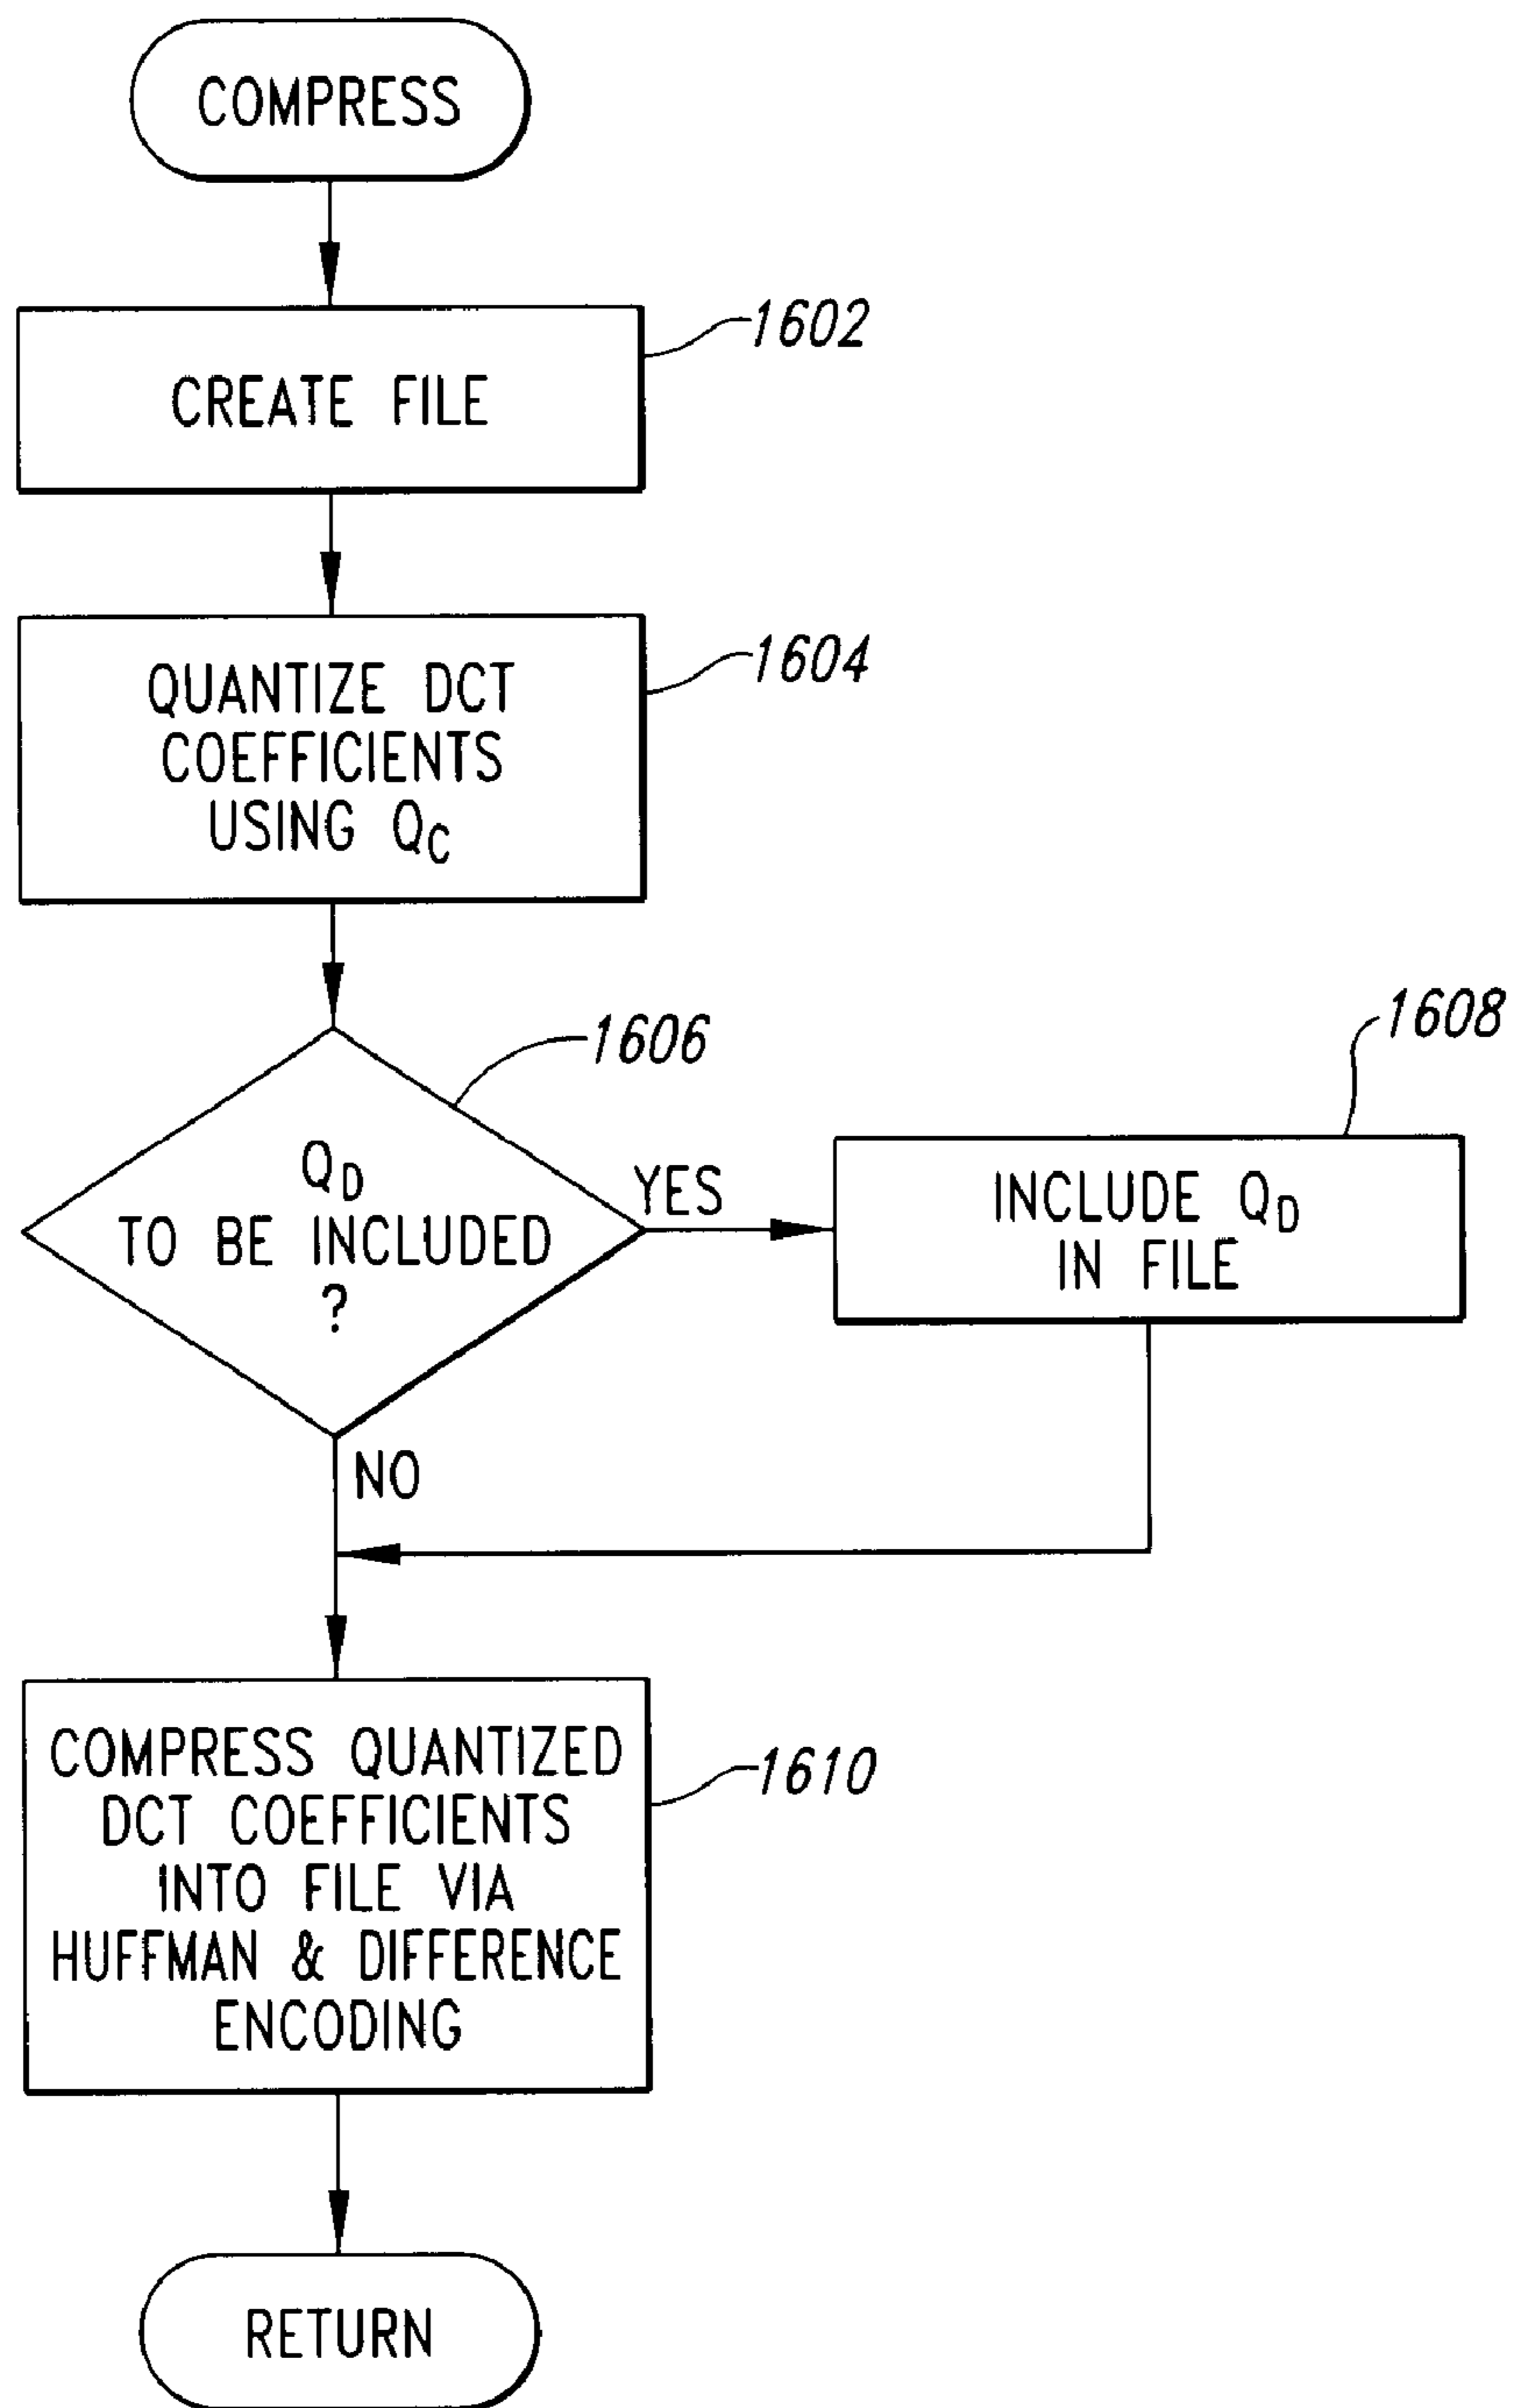 COMPRESS
1602
CREATE FILE
1604
QUANTIZE DCT
COEFFICIENTS
USING QC
1606
QD
TO BE INCLUDED
?
YES
1608
INCLUDE QD
IN FILE
NO
1610
COMPRESS QUANTIZED
DCT COEFFICIENTS
INTO FILE VIA
HUFFMAN & DIFFERENCE
ENCODING
RETURN